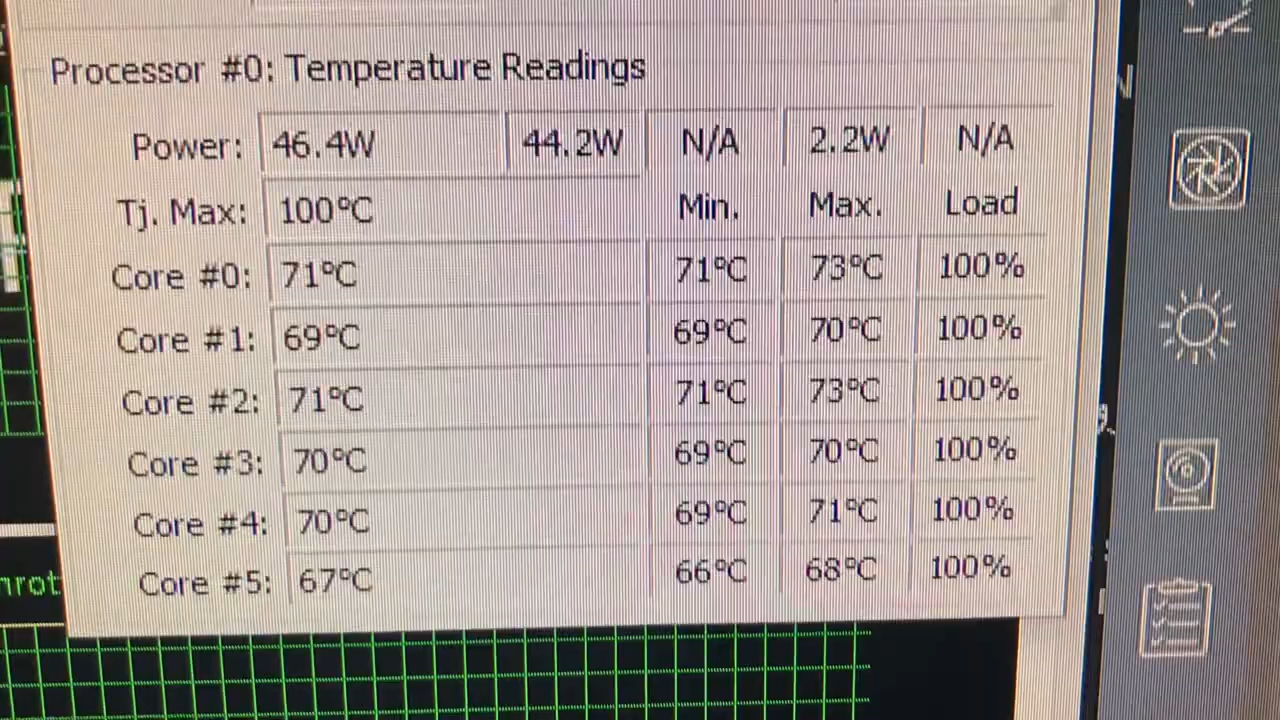 Processor #0: Temperature Readings
Power: 46.4W 44.2W N/A 2.2W N/A
Tj. Max: 100°C Min. Max. Load
Core #0: 71°C 71°C 73°C 100%
Core #1: 69°C 69°C 70°C 100%
Core #2: 71°C 71°C 73°C 100%
Core #3: 70°C 69°C 70°C 100%
Core #4: 70°C 69°C 71°C 100%
Core #5: 67°C 66°C 68°C 100%